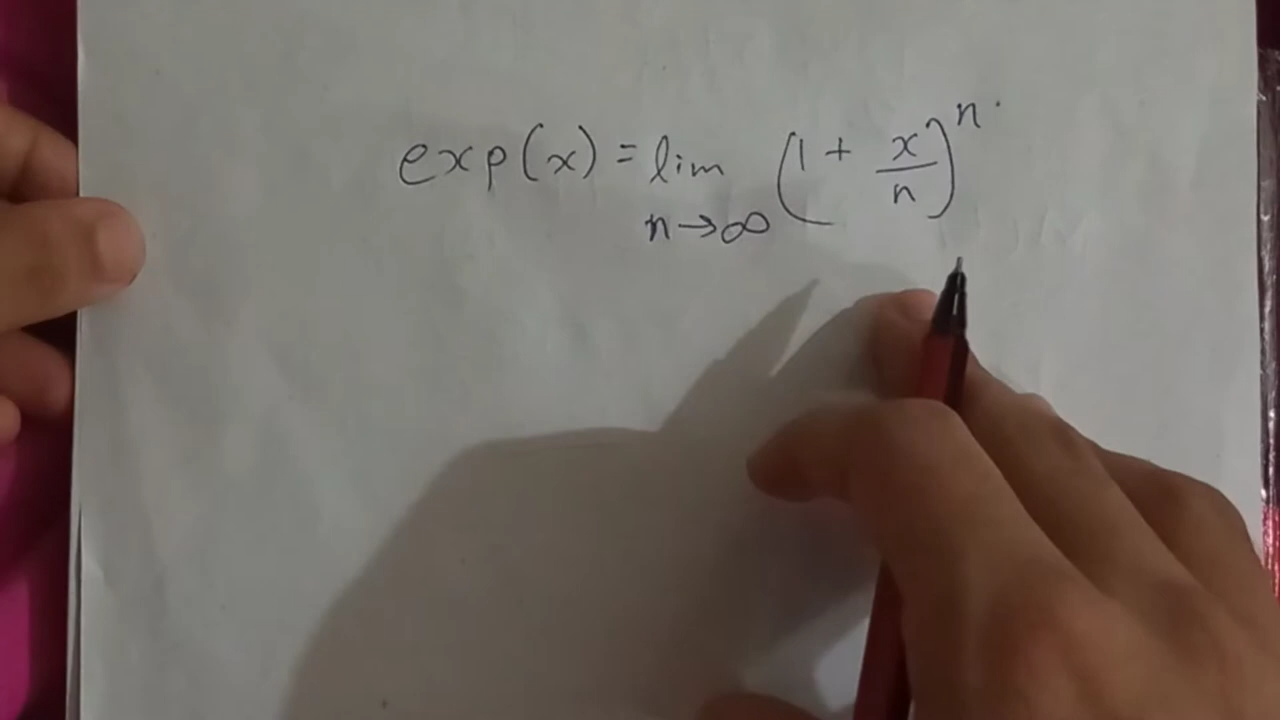 exp(x) = lim (1 + x/n)^n.
n→∞